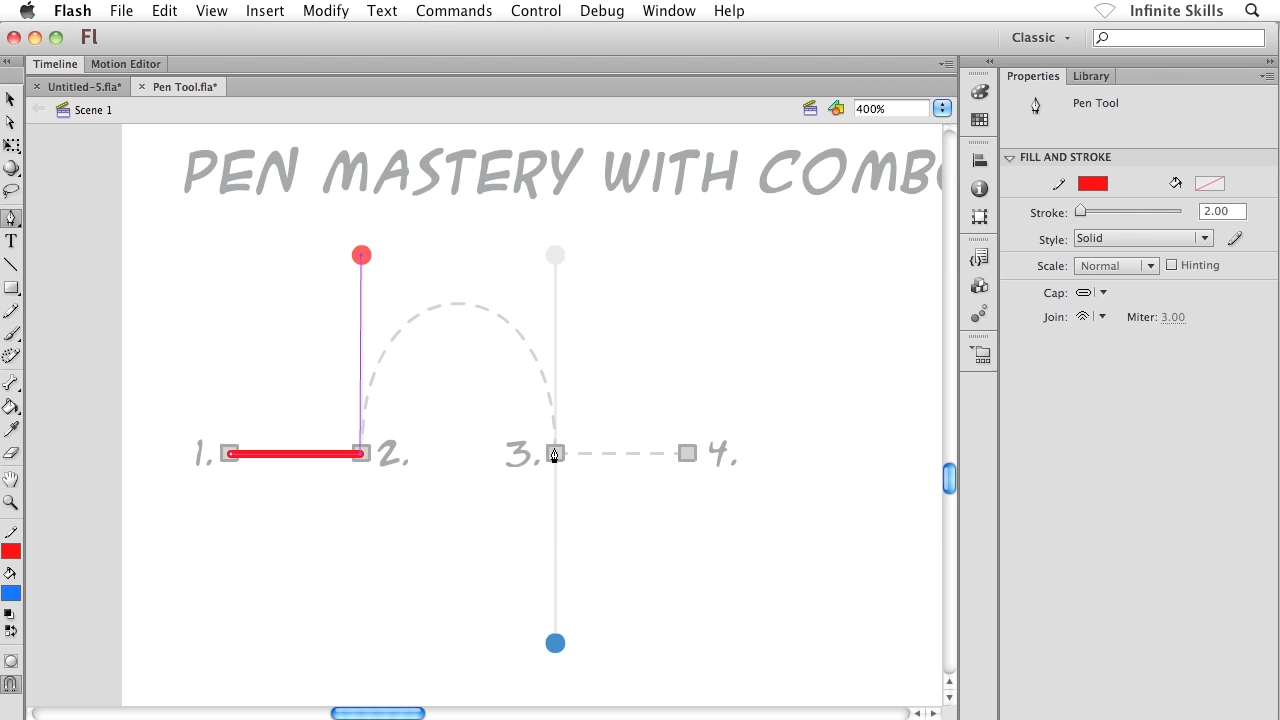 Flash File Edit View Insert Modify Text Commands Control Debug Window Help Infinite Skills
Fl Classic
Timeline Motion Editor
Untitled-5.fla* Pen Tool.fla*
Scene 1 400%
PEN MASTERY WITH COMBO
1. 2. 3. 4.
T
Properties Library
Pen Tool
FILL AND STROKE
Stroke: 2.00
Style: Solid
Scale: Normal Hinting
Cap:
Join: Miter: 3.00